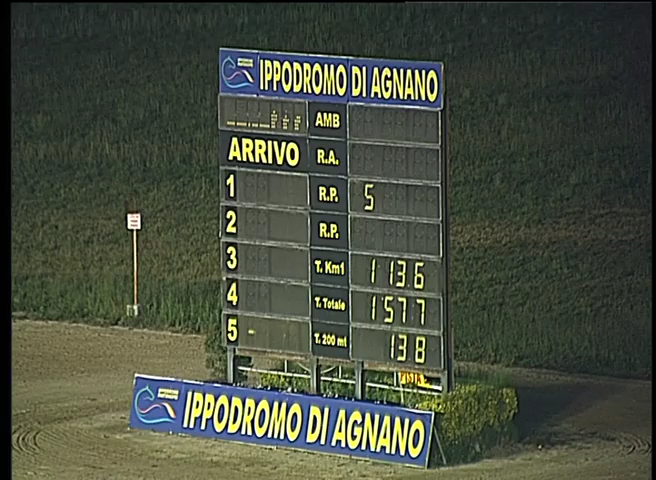 IPPODROMO DI AGNANO
AMB
ARRIVO R.A.
1 R.P. 5
2 R.P.
3 T. Km1 1 13.6
4 T. Totale 1 57 7
5 T. 200 mt 13 8
IPPODROMO DI AGNANO